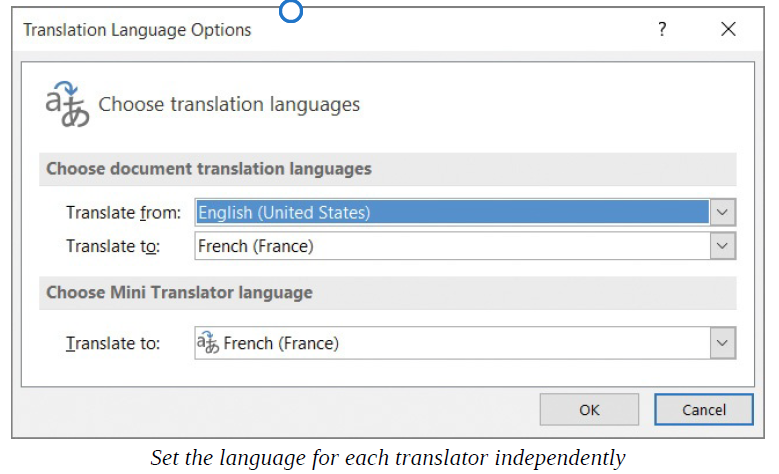 Translation Language Options
Choose translation languages
Choose document translation languages
Translate from: English (United States)
Translate to: French (France)
Choose Mini Translator language
Translate to: French (France)
OK Cancel
Set the language for each translator independently